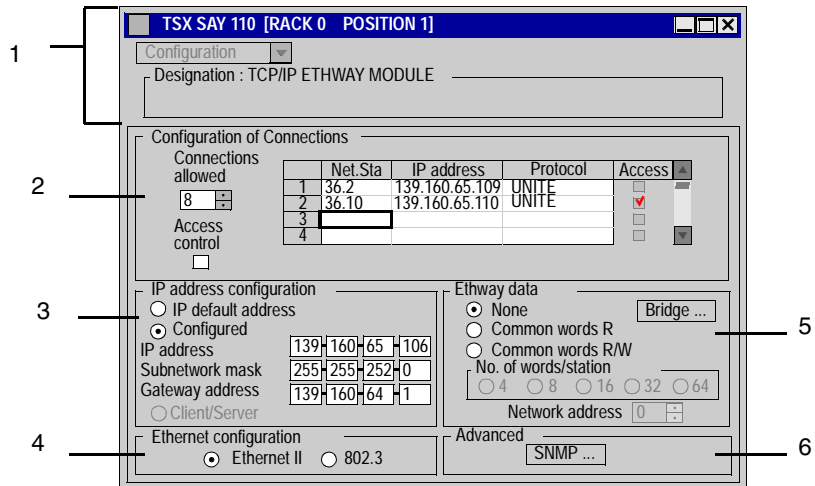 TSX SAY 110 [RACK 0 POSITION 1]
1
Configuration
Designation : TCP/IP ETHWAY MODULE
Configuration of Connections
2
Connections
allowed
8
Access
control
Net.Sta IP address Protocol Access
1 36.2 139.160.65.109 UNITE
2 36.10 139.160.65.110 UNITE
3
4
3
IP address configuration
IP default address
Configured
IP address 139 160 65 106
Subnetwork mask 255 255 252 0
Gateway address 139 160 64 1
Client/Server
Ethway data
None
Bridge ...
Common words R
Common words R/W
No. of words/station
4 8 16 32 64
Network address 0
5
4
Ethernet configuration
Ethernet II 802.3
Advanced
SNMP ...
6